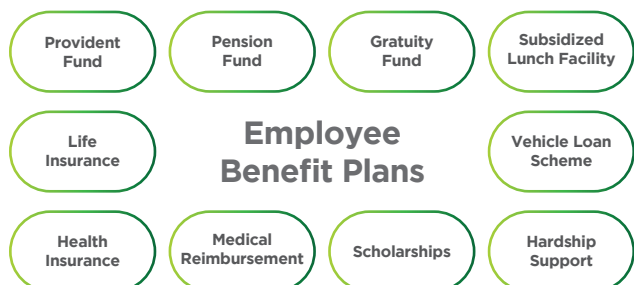 Provident
Fund
Pension
Fund
Gratuity
Fund
Subsidized
Lunch Facility
Life
Insurance
Employee
Benefit Plans
Vehicle Loan
Scheme
Health
Insurance
Medical
Reimbursement
Scholarships
Hardship
Support